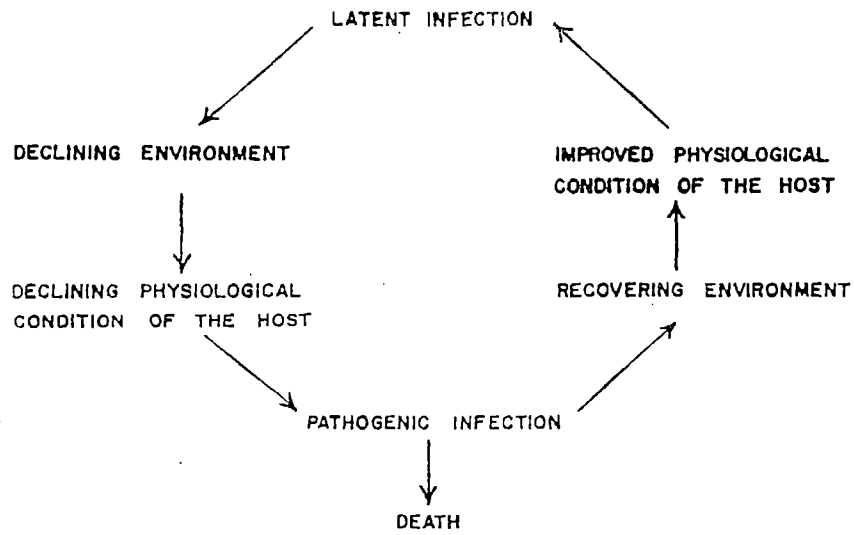 LATENT INFECTION
DECLINING ENVIRONMENT
IMPROVED PHYSIOLOGICAL
CONDITION OF THE HOST
DECLINING PHYSIOLOGICAL
CONDITION OF THE HOST
RECOVERING ENVIRONMENT
PATHOGENIC INFECTION
DEATH